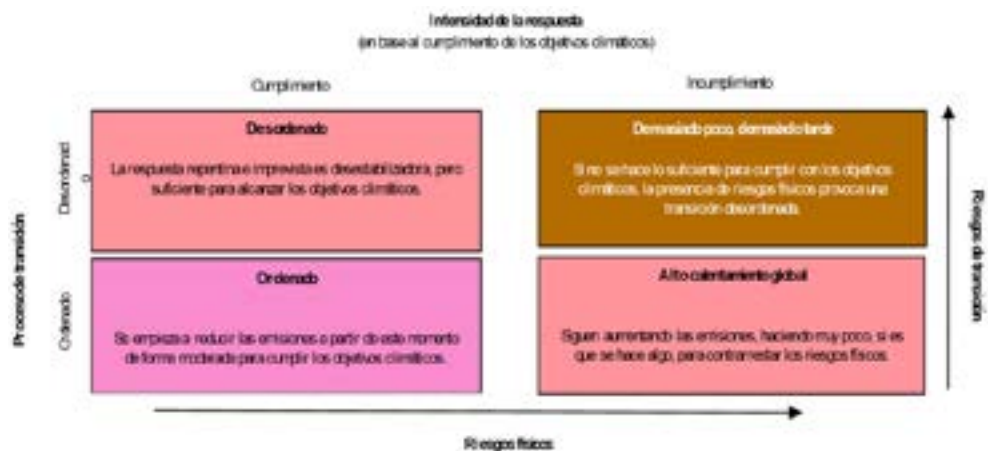 Intensidad de la respuesta
(en base al cumplimiento de los objetivos climáticos)
Cumplimiento
Incumplimiento
Proceso de transición
Desordenad
o
Desordenado
La respuesta repentina e imprevista es desestabilizadora, pero
suficiente para alcanzar los objetivos climáticos.
Demasiado poco, demasiado tarde
Si no se hace lo suficiente para cumplir con los objetivos
climáticos, la presencia de riesgos físicos provoca una
transición desordenada.
Riesgos de transición
Ordenado
Ordenado
Se empieza a reducir las emisiones a partir de este momento
de forma moderada para cumplir los objetivos climáticos.
Alto calentamiento global
Siguen aumentando las emisiones, haciendo muy poco, si es
que se hace algo, para contrarrestar los riesgos físicos.
Riesgos físicos